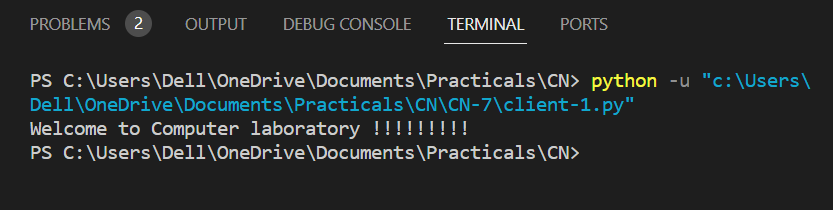 PROBLEMS 2 OUTPUT DEBUG CONSOLE TERMINAL PORTS
PS C:\Users\Dell\OneDrive\Documents\Practicals\CN> python -u "c:\Users\
Dell\OneDrive\Documents\Practicals\CN\CN-7\client-1.py"
Welcome to Computer laboratory !!!!!!!!!
PS C:\Users\Dell\OneDrive\Documents\Practicals\CN>